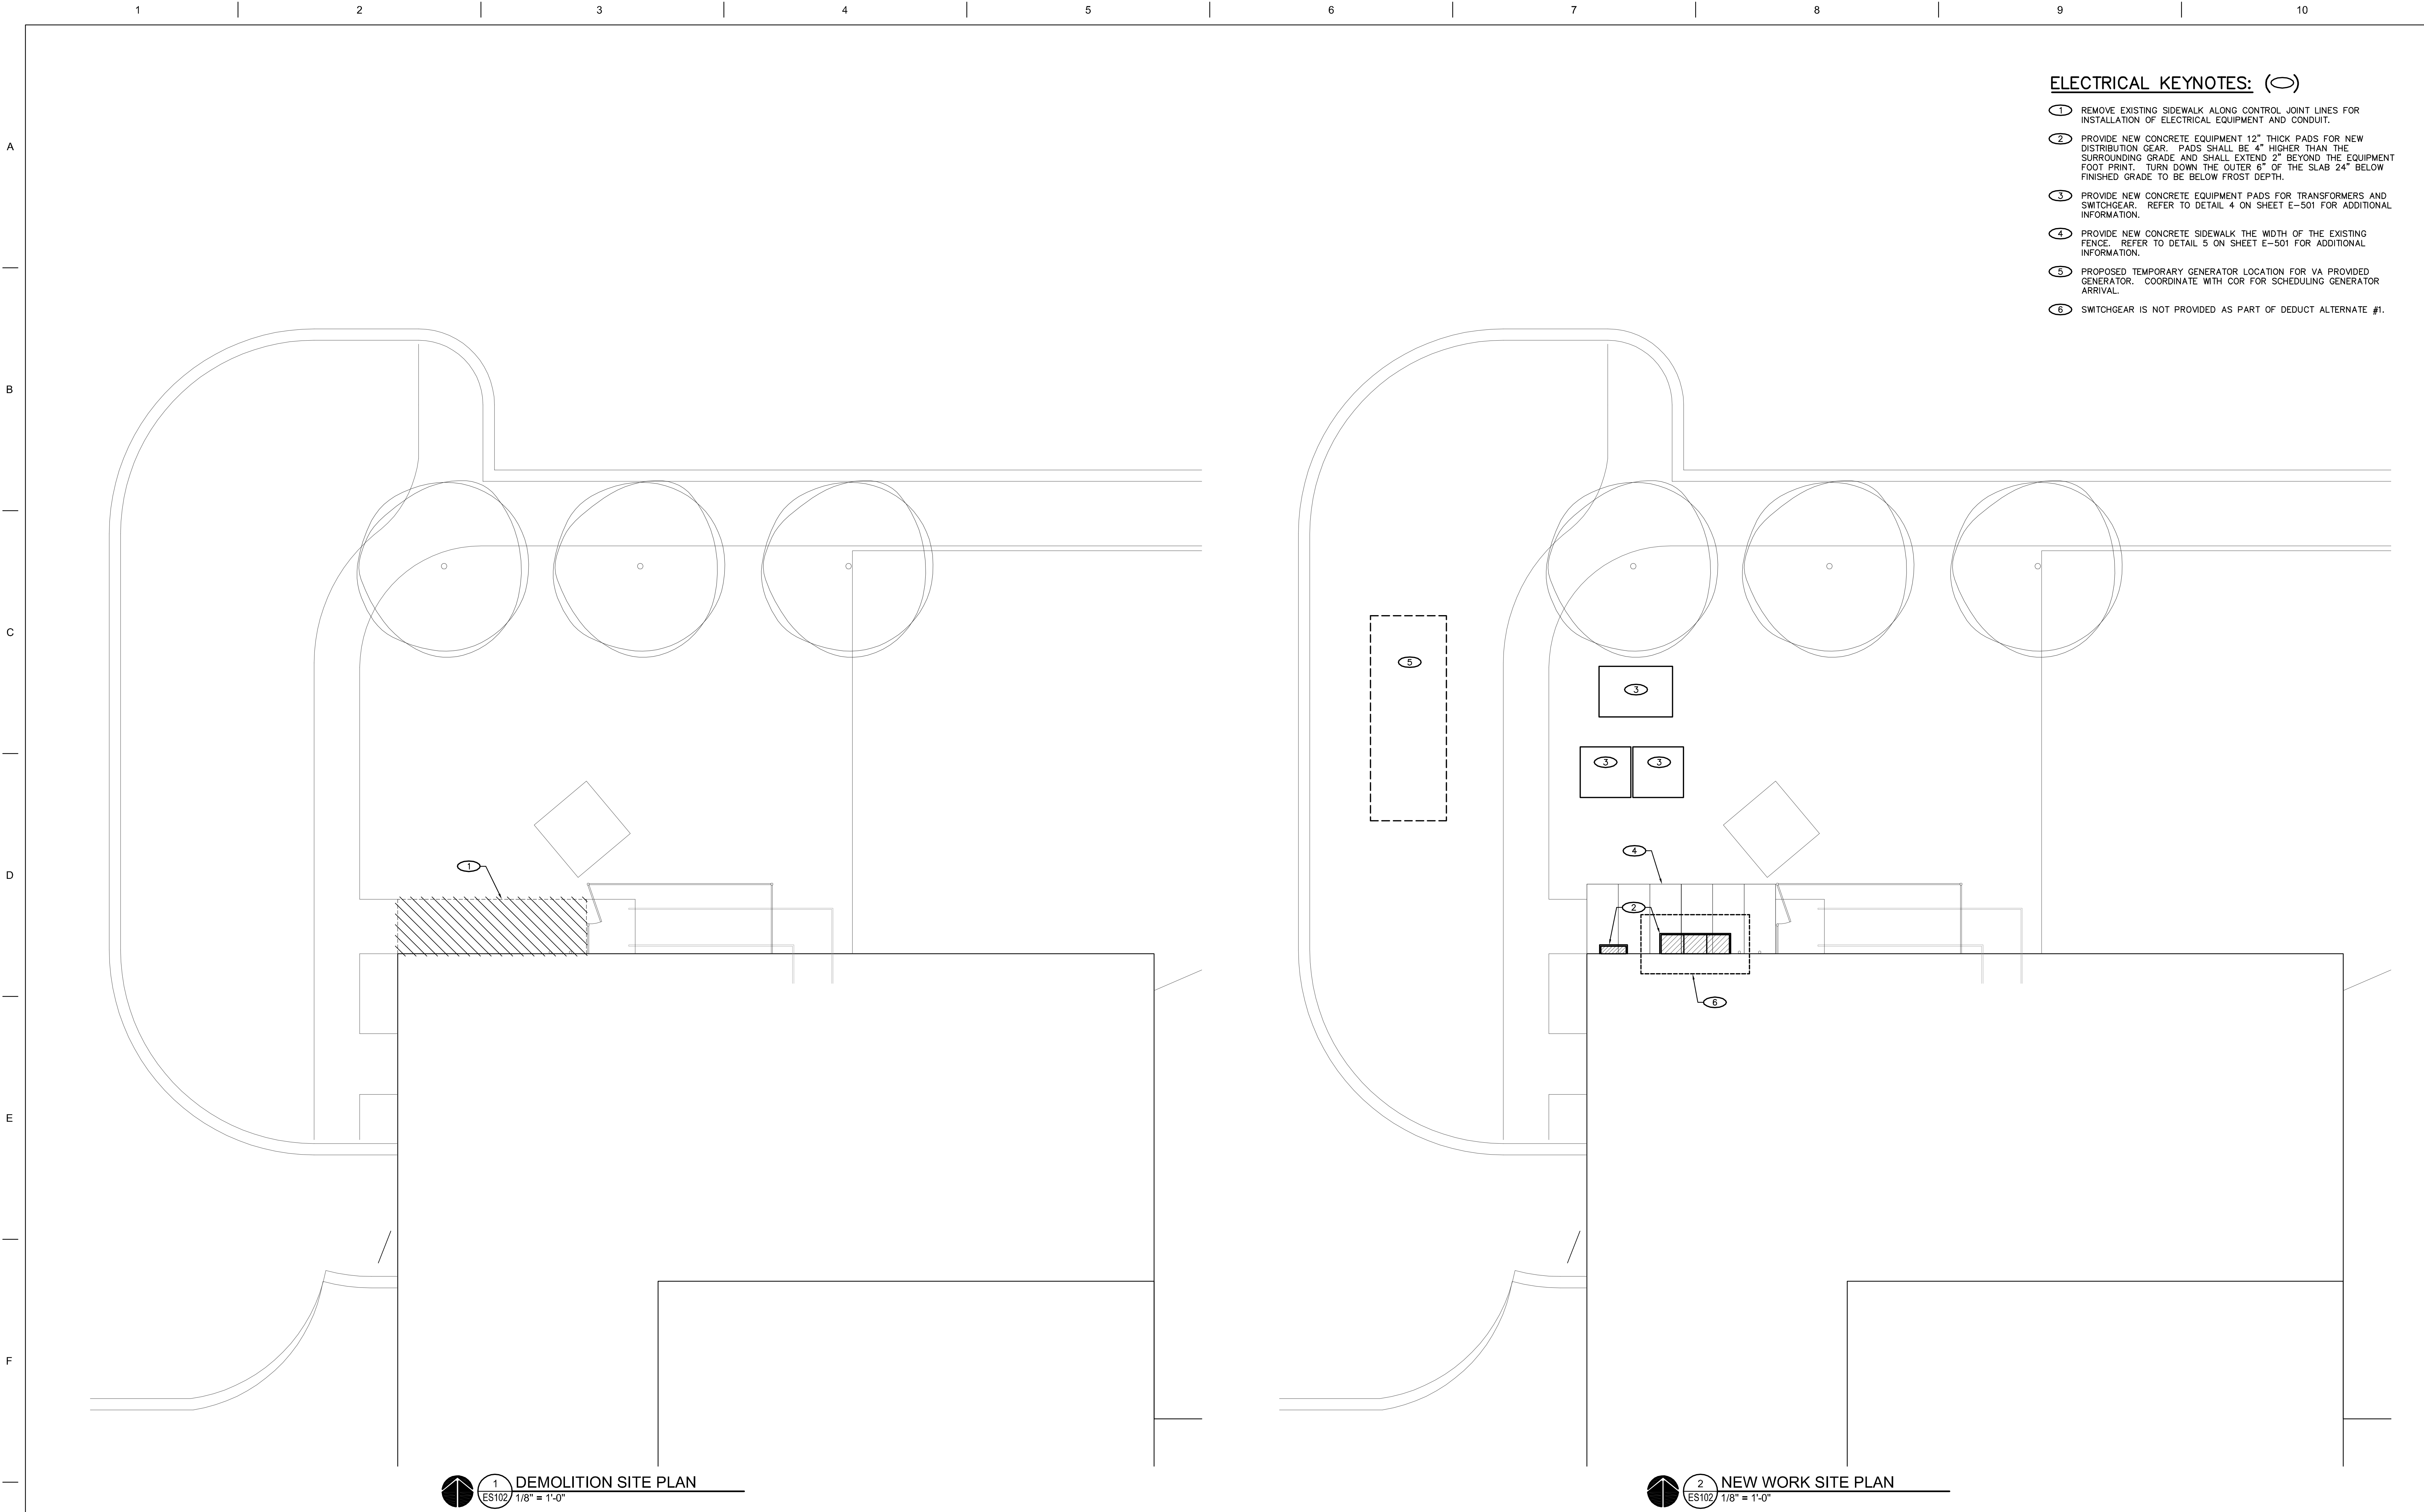 1 2 3 4 5 6 7 8 9 10
A
B
C
D
E
F
ELECTRICAL KEYNOTES:
1 REMOVE EXISTING SIDEWALK ALONG CONTROL JOINT LINES FOR
INSTALLATION OF ELECTRICAL EQUIPMENT AND CONDUIT.
2 PROVIDE NEW CONCRETE EQUIPMENT 12" THICK PADS FOR NEW
DISTRIBUTION GEAR. PADS SHALL BE 4" HIGHER THAN THE
SURROUNDING GRADE AND SHALL EXTEND 2" BEYOND THE EQUIPMENT
FOOT PRINT. TURN DOWN THE OUTER 6" OF THE SLAB 24" BELOW
FINISHED GRADE TO BE BELOW FROST DEPTH.
3 PROVIDE NEW CONCRETE EQUIPMENT PADS FOR TRANSFORMERS AND
SWITCHGEAR. REFER TO DETAIL 4 ON SHEET E-501 FOR ADDITIONAL
INFORMATION.
4 PROVIDE NEW CONCRETE SIDEWALK THE WIDTH OF THE EXISTING
FENCE. REFER TO DETAIL 5 ON SHEET E-501 FOR ADDITIONAL
INFORMATION.
5 PROPOSED TEMPORARY GENERATOR LOCATION FOR VA PROVIDED
GENERATOR. COORDINATE WITH COR FOR SCHEDULING GENERATOR
ARRIVAL.
6 SWITCHGEAR IS NOT PROVIDED AS PART OF DEDUCT ALTERNATE #1.
1
5
3
3
3
4
2
6
1 DEMOLITION SITE PLAN
ES102 1/8" = 1'-0"
2 NEW WORK SITE PLAN
ES102 1/8" = 1'-0"